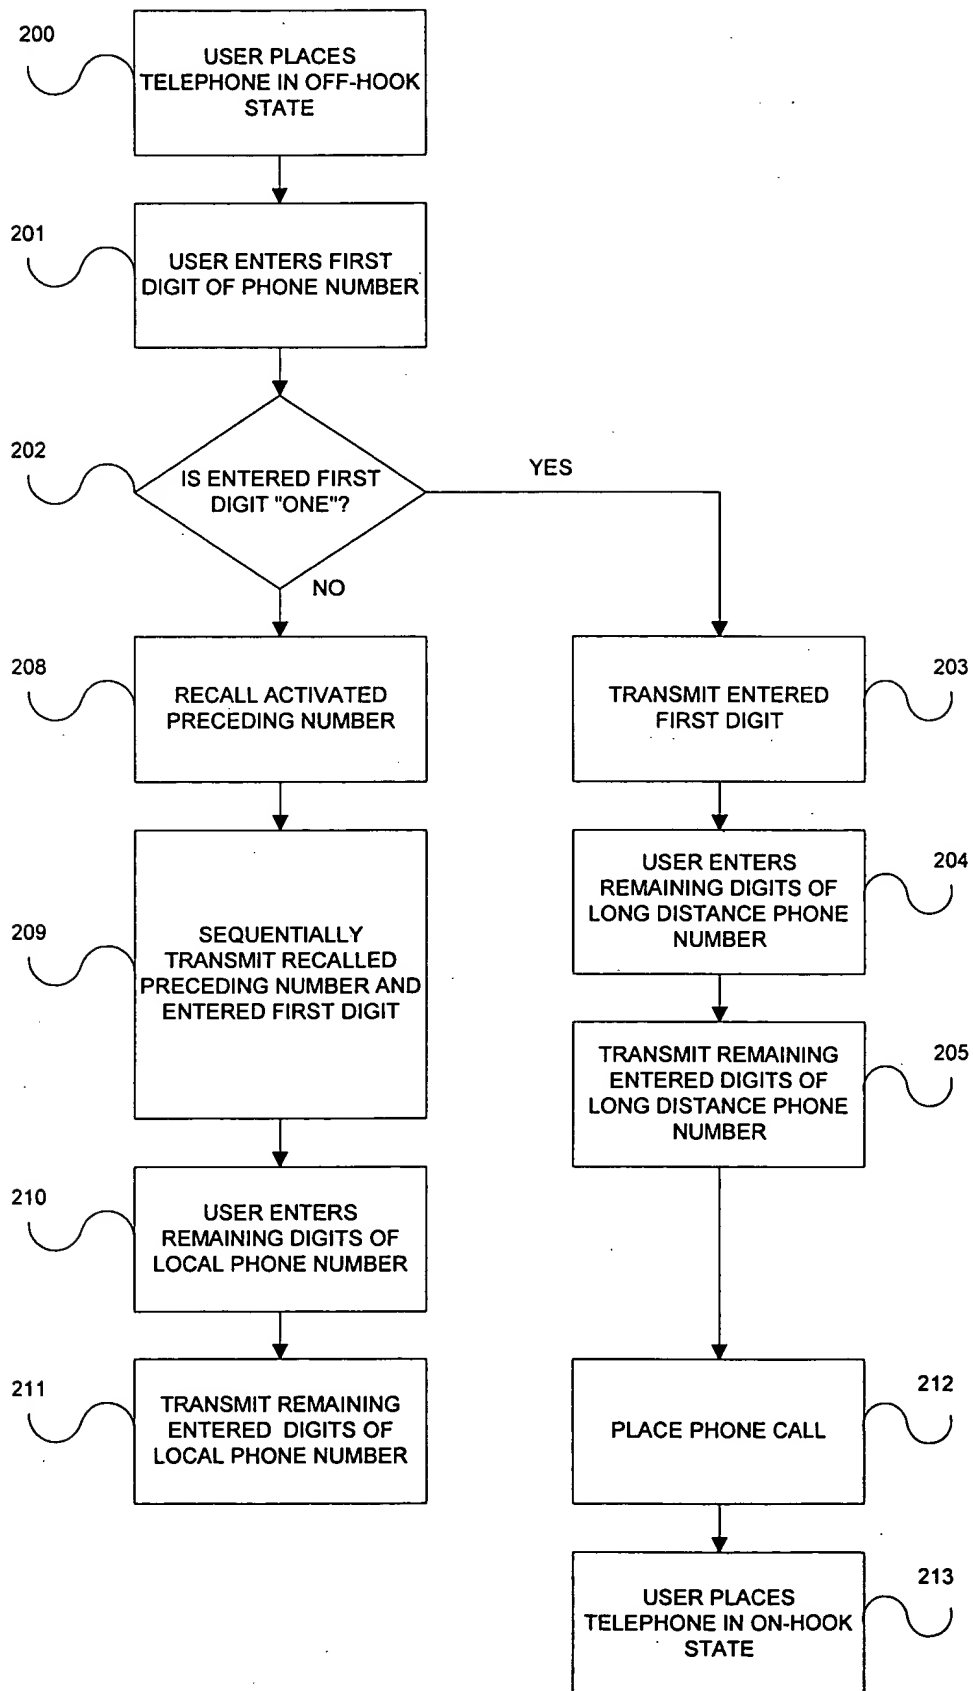 200
USER PLACES
TELEPHONE IN OFF-HOOK
STATE
201
USER ENTERS FIRST
DIGIT OF PHONE NUMBER
202
IS ENTERED FIRST
DIGIT "ONE"?
YES
NO
208
RECALL ACTIVATED
PRECEDING NUMBER
203
TRANSMIT ENTERED
FIRST DIGIT
204
USER ENTERS
REMAINING DIGITS OF
LONG DISTANCE PHONE
NUMBER
209
SEQUENTIALLY
TRANSMIT RECALLED
PRECEDING NUMBER AND
ENTERED FIRST DIGIT
205
TRANSMIT REMAINING
ENTERED DIGITS OF
LONG DISTANCE PHONE
NUMBER
210
USER ENTERS
REMAINING DIGITS OF
LOCAL PHONE NUMBER
211
TRANSMIT REMAINING
ENTERED DIGITS OF
LOCAL PHONE NUMBER
212
PLACE PHONE CALL
213
USER PLACES
TELEPHONE IN ON-HOOK
STATE